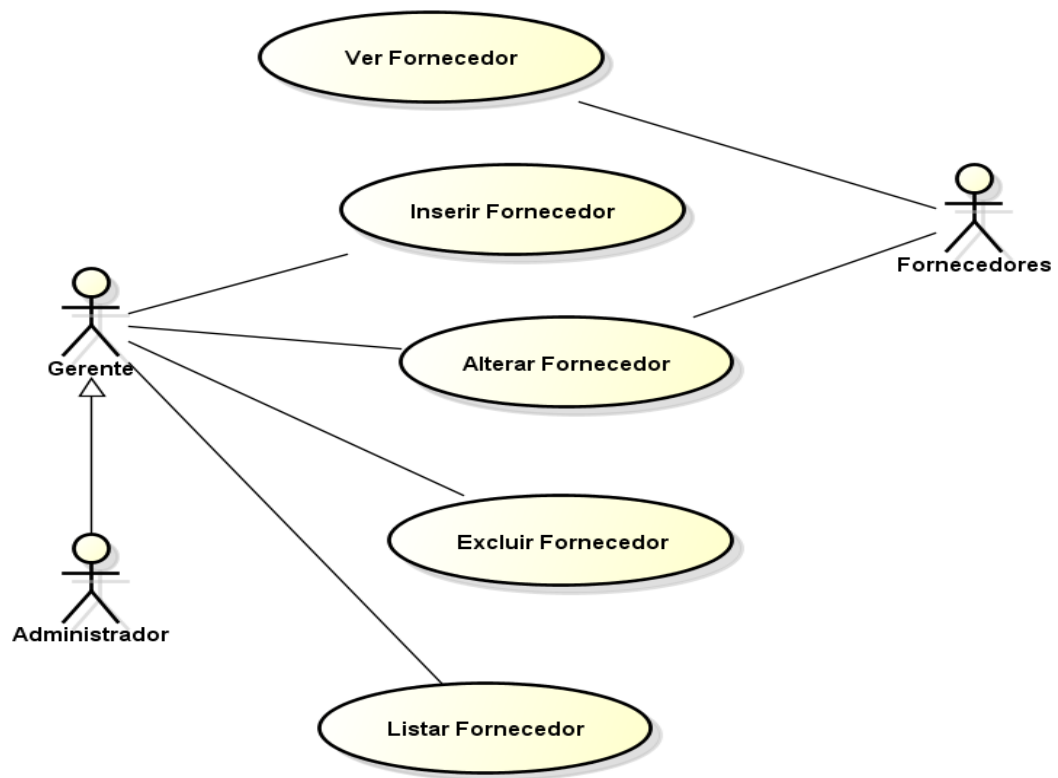 Ver Fornecedor
Inserir Fornecedor
Fornecedores
Gerente
Alterar Fornecedor
Excluir Fornecedor
Administrador
Listar Fornecedor